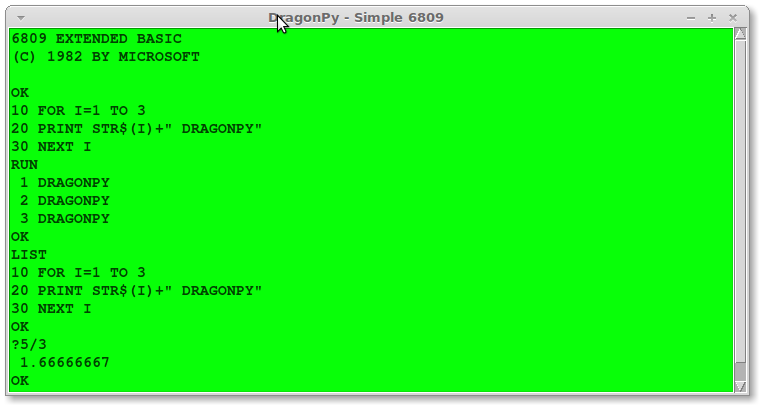 DragonPy - Simple 6809
6809 EXTENDED BASIC
(C) 1982 BY MICROSOFT
OK
10 FOR I=1 TO 3
20 PRINT STR$(I)+" DRAGONPY"
30 NEXT I
RUN
 1 DRAGONPY
 2 DRAGONPY
 3 DRAGONPY
OK
LIST
10 FOR I=1 TO 3
20 PRINT STR$(I)+" DRAGONPY"
30 NEXT I
OK
?5/3
 1.66666667
OK